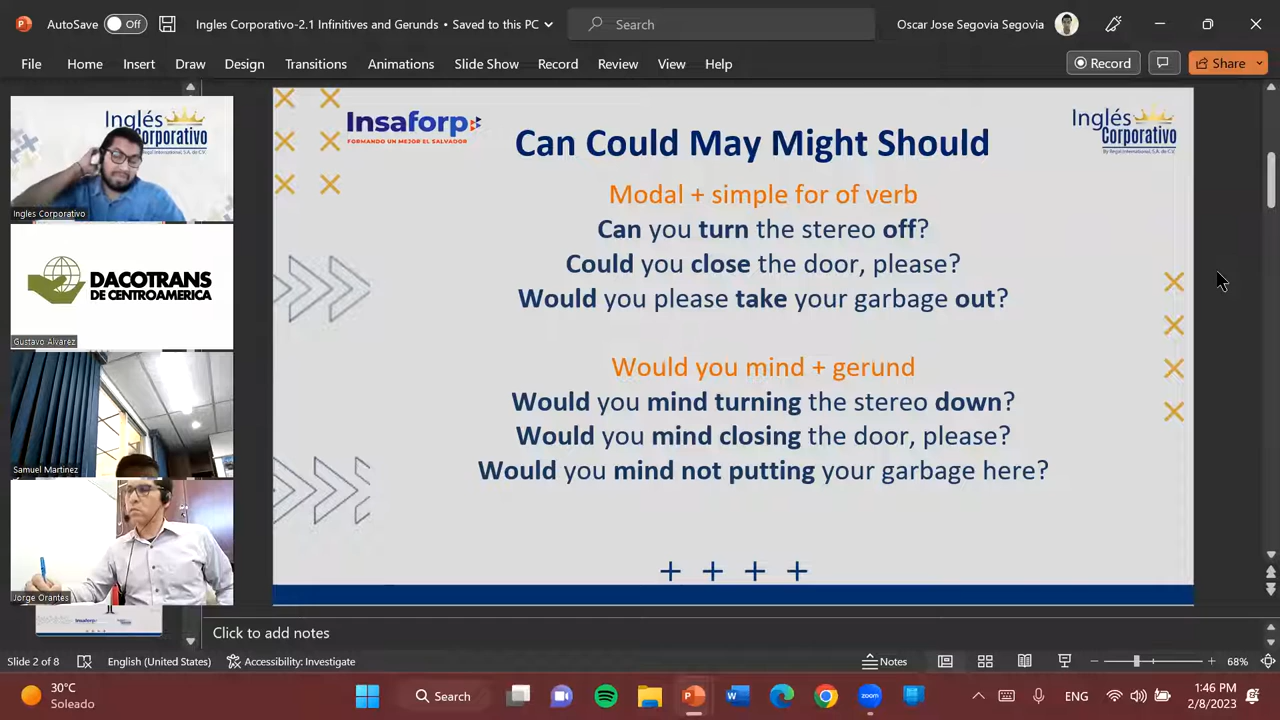 AutoSave Off Ingles Corporativo-2.1 Infinitives and Gerunds • Saved to this PC Search Oscar Jose Segovia Segovia
File Home Insert Draw Design Transitions Animations Slide Show Record Review View Help Record Share
Inglés
Corporativo
Ingles Corporativo
DACOTRANS
DE CENTROAMERICA
Gustavo Alvarez
Samuel Martinez
Jorge Orantes
Insaforp
FORMANDO UN MEJOR EL SALVADOR
Inglés
Corporativo
By Regal International, S.A. de C.V.
Can Could May Might Should
Modal + simple for of verb
Can you turn the stereo off?
Could you close the door, please?
Would you please take your garbage out?
Would you mind + gerund
Would you mind turning the stereo down?
Would you mind closing the door, please?
Would you mind not putting your garbage here?
Click to add notes
Slide 2 of 8 English (United States) Accessibility: Investigate Notes 68%
30°C
Soleado
Search
zoom
ENG
1:46 PM
2/8/2023